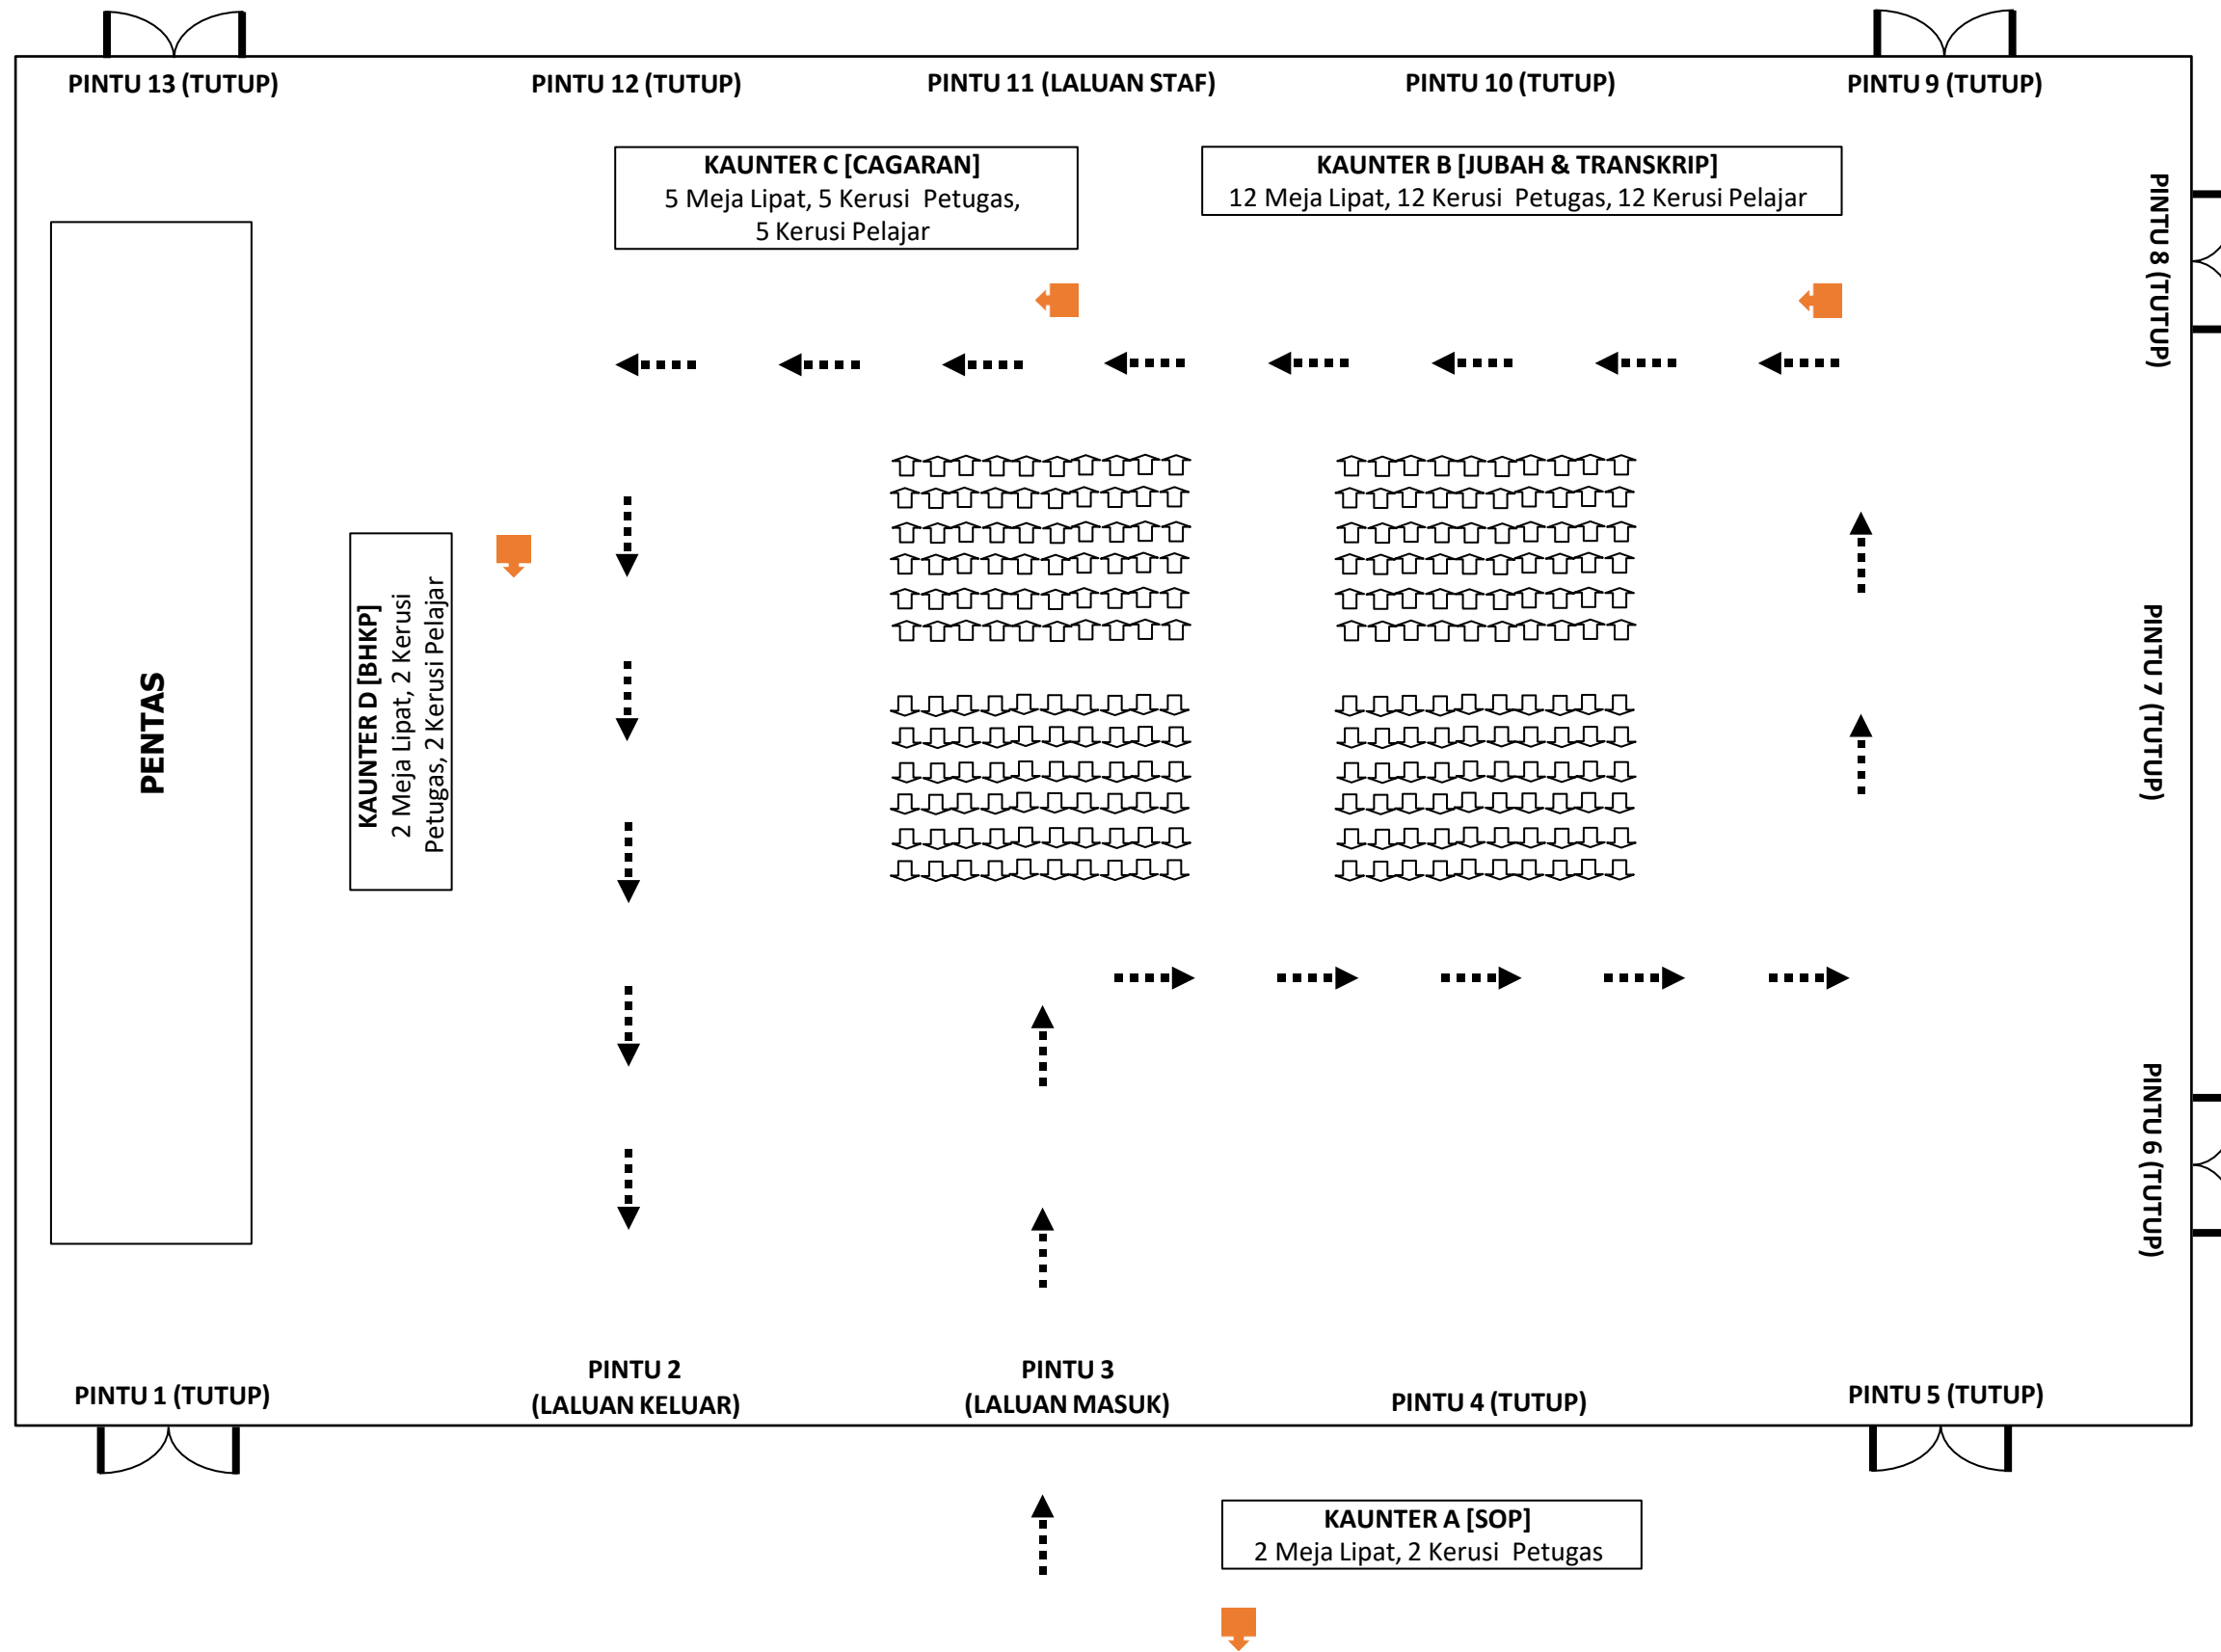 PINTU 13 (TUTUP)
PINTU 12 (TUTUP)
PINTU 11 (LALUAN STAF)
PINTU 10 (TUTUP)
PINTU 9 (TUTUP)
KAUNTER C [CAGARAN]
5 Meja Lipat, 5 Kerusi Petugas,
5 Kerusi Pelajar
KAUNTER B [JUBAH & TRANSKRIP]
12 Meja Lipat, 12 Kerusi Petugas, 12 Kerusi Pelajar
PINTU 8 (TUTUP)
PENTAS
KAUNTER D [BHKP]
2 Meja Lipat, 2 Kerusi
Petugas, 2 Kerusi Pelajar
PINTU 7 (TUTUP)
PINTU 6 (TUTUP)
PINTU 1 (TUTUP)
PINTU 2
(LALUAN KELUAR)
PINTU 3
(LALUAN MASUK)
PINTU 4 (TUTUP)
PINTU 5 (TUTUP)
KAUNTER A [SOP]
2 Meja Lipat, 2 Kerusi Petugas